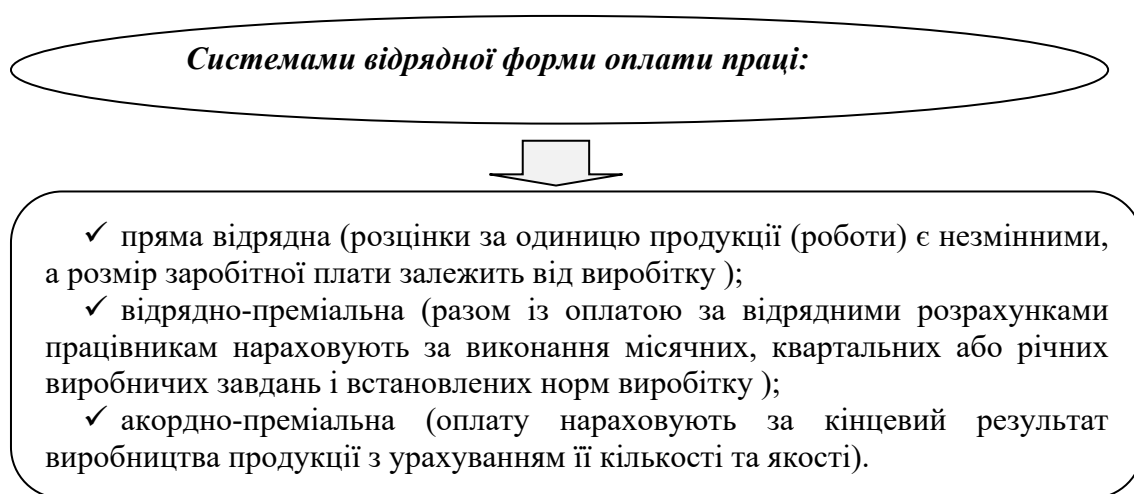 Системами відрядної форми оплати праці:
✓ пряма відрядна (розцінки за одиницю продукції (роботи) є незмінними,
а розмір заробітної плати залежить від виробітку );
✓ відрядно-преміальна (разом із оплатою за відрядними розрахунками
працівникам нараховують за виконання місячних, квартальних або річних
виробничих завдань і встановлених норм виробітку );
✓ акордно-преміальна (оплату нараховують за кінцевий результат
виробництва продукції з урахуванням її кількості та якості).